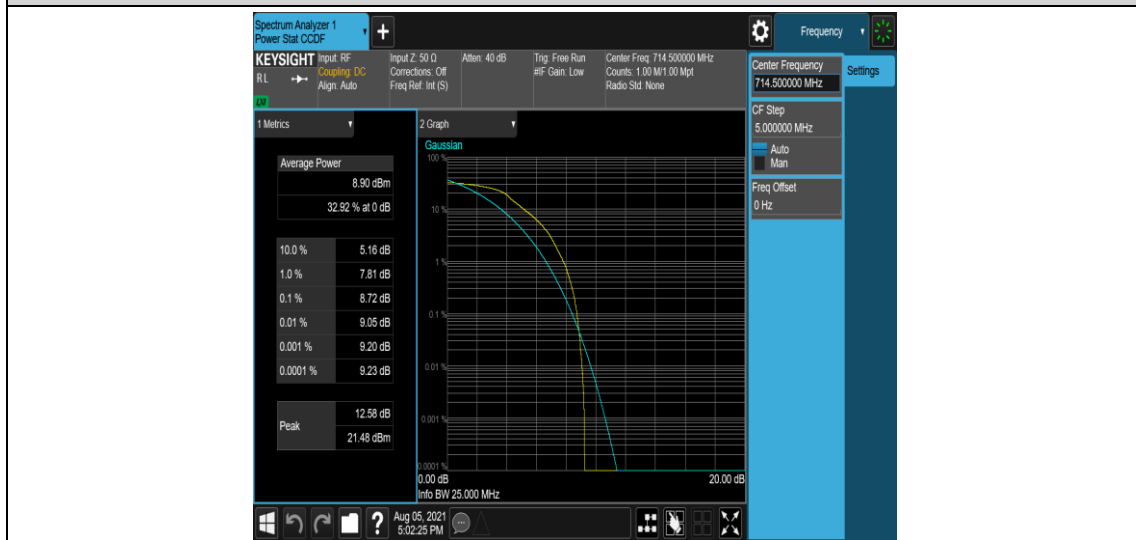 Spectrum Analyzer 1
Power Stat CCDF
+
Frequency
KEYSIGHT
RL
LXI
Input: RF
Coupling: DC
Align: Auto
Input Z: 50 Ω
Corrections: Off
Freq Ref: Int (S)
Atten: 40 dB
Trig: Free Run
#IF Gain: Low
Center Freq: 714.500000 MHz
Counts: 1.00 M/1.00 Mpt
Radio Std: None
Center Frequency
714.500000 MHz
Settings
CF Step
5.000000 MHz
Auto
Man
Freq Offset
0 Hz
1 Metrics
Average Power
8.90 dBm
32.92 % at 0 dB
10.0 % 5.16 dB
1.0 % 7.81 dB
0.1 % 8.72 dB
0.01 % 9.05 dB
0.001 % 9.20 dB
0.0001 % 9.23 dB
Peak
12.58 dB
21.48 dBm
2 Graph
Gaussian
100 %
10 %
1 %
0.1 %
0.01 %
0.001 %
0.0001 %
0.00 dB 20.00 dB
Info BW 25.000 MHz
?
Aug 05, 2021
5:02:25 PM